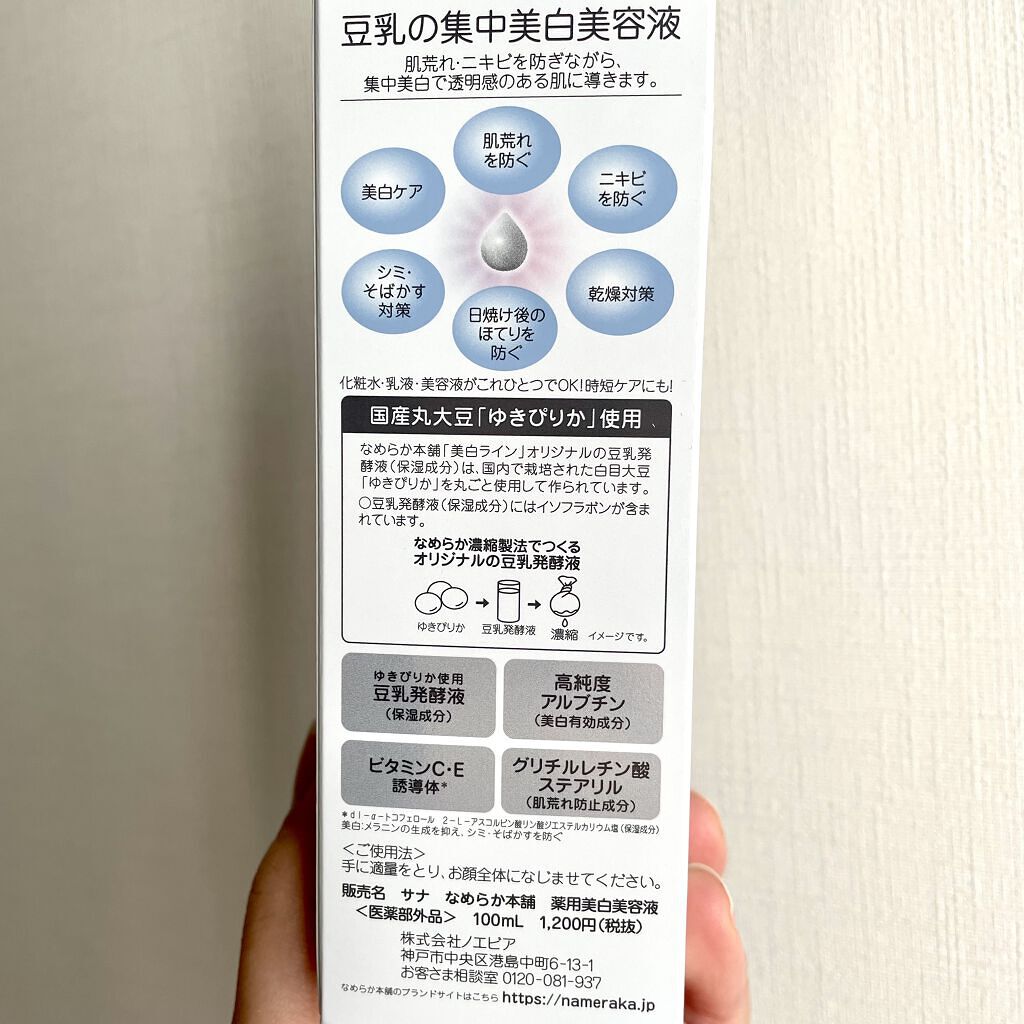 豆乳の集中美白美容液
肌荒れ・ニキビを防ぎながら、
集中美白で透明感のある肌に導きます。
肌荒れ
を防ぐ
美白ケア
ニキビ
を防ぐ
シミ・
そばかす
対策
乾燥対策
日焼け後の
ほてりを
防ぐ
化粧水・乳液・美容液がこれひとつでOK!時短ケアにも!
国産丸大豆「ゆきぴりか」使用
なめらか本舗「美白ライン」オリジナルの豆乳発
酵液(保湿成分)は、国内で栽培された白目大豆
「ゆきぴりか」を丸ごと使用して作られています。
○豆乳発酵液(保湿成分)にはイソフラボンが含ま
れています。
なめらか濃縮製法でつくる
オリジナルの豆乳発酵液
ゆきぴりか
豆乳発酵液
濃縮
イメージです。
ゆきぴりか使用
豆乳発酵液
(保湿成分)
高純度
アルブチン
(美白有効成分)
ビタミンC・E
誘導体*
グリチルレチン酸
ステアリル
(肌荒れ防止成分)
*dl-α-トコフェロール 2-L-アスコルビン酸リン酸ジエステルカリウム塩(保湿成分)
美白:メラニンの生成を抑え、シミ・そばかすを防ぐ
<ご使用法>
手に適量をとり、お顔全体になじませてください。
販売名 サナ なめらか本舗 薬用美白美容液
<医薬部外品> 100mL 1,200円(税抜)
株式会社ノエビア
神戸市中央区港島中町6-13-1
お客さま相談室 0120-081-937
なめらか本舗のブランドサイトはこちら https://nameraka.jp